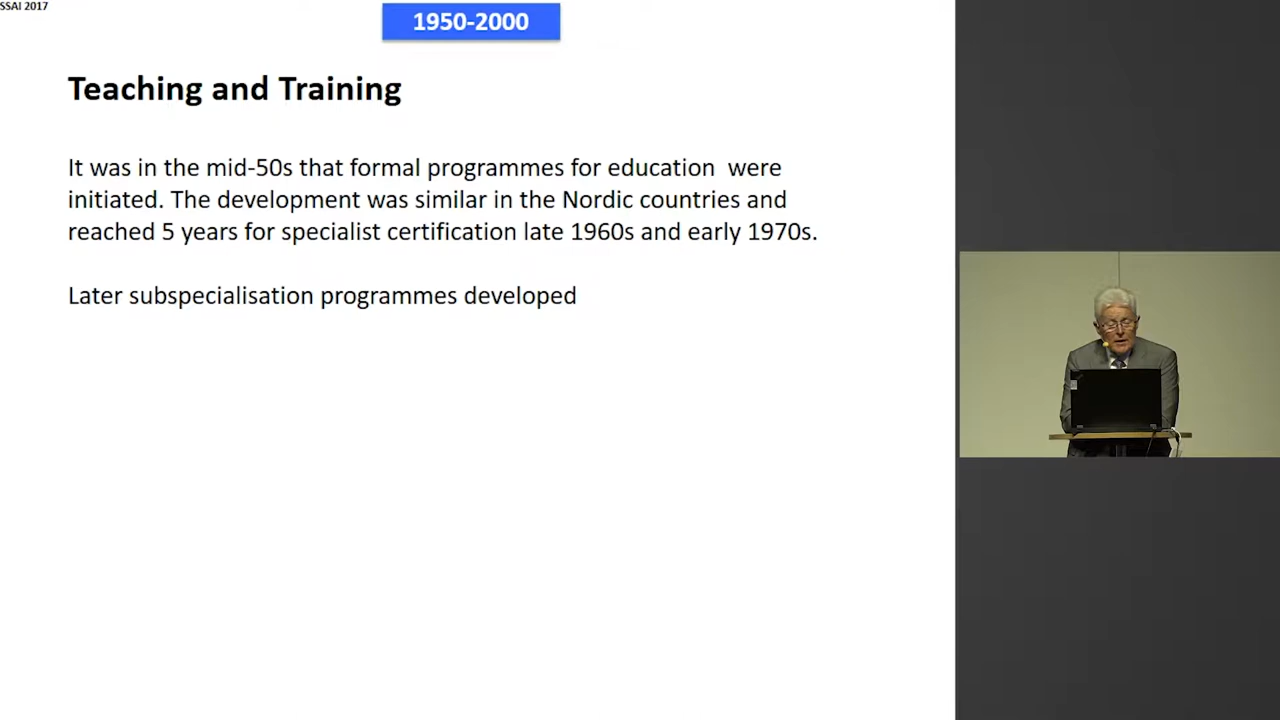 SSAI 2017
1950-2000
Teaching and Training
It was in the mid-50s that formal programmes for education were
initiated. The development was similar in the Nordic countries and
reached 5 years for specialist certification late 1960s and early 1970s.
Later subspecialisation programmes developed